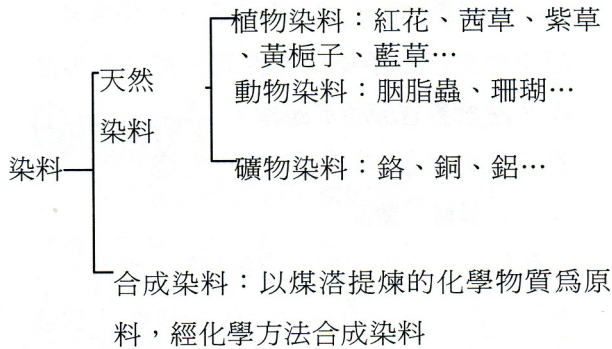 植物染料：紅花、茜草、紫草
、黃梔子、藍草…
天然
動物染料：胭脂蟲、珊瑚…
染料
染料
礦物染料：鉻、銅、鋁…
合成染料：以煤溚提煉的化學物質爲原
料，經化學方法合成染料